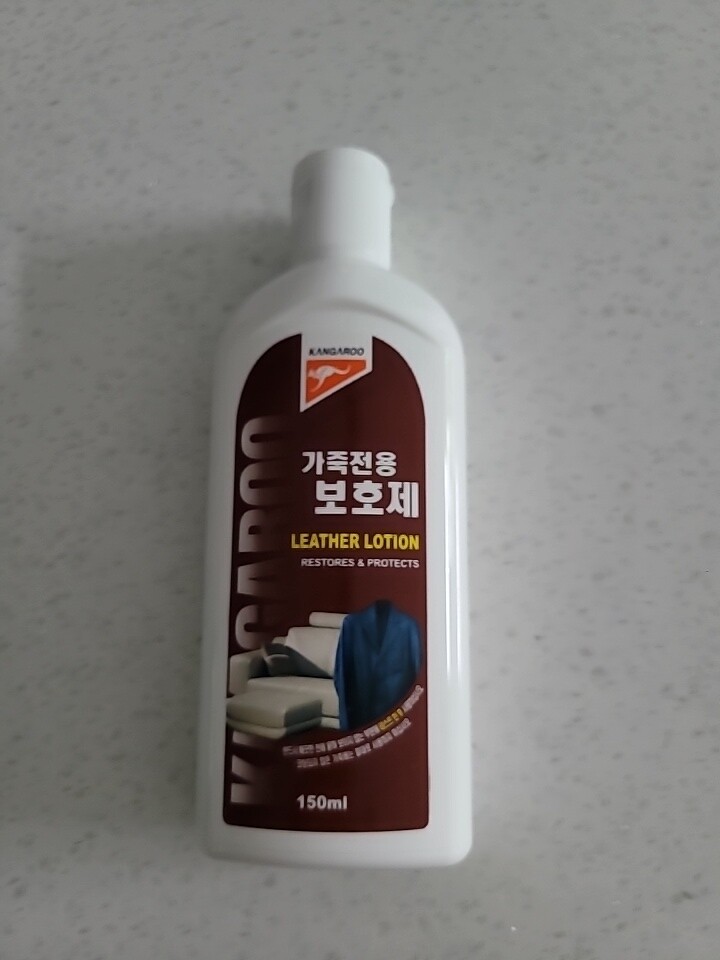 KANGAROO
가죽전용
보호제
LEATHER LOTION
RESTORES & PROTECTS
KANGAROO
150ml